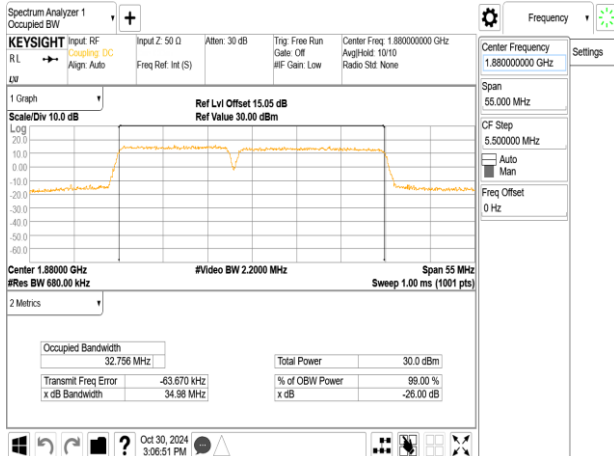 Spectrum Analyzer 1
Occupied BW
+
Frequency
KEYSIGHT
RL
Input: RF
Coupling: DC
Align: Auto
Input Z: 50 Ω
Freq Ref: Int (S)
Atten: 30 dB
Trig: Free Run
Gate: Off
#IF Gain: Low
Center Freq: 1.880000000 GHz
Avg|Hold: 10/10
Radio Std: None
Center Frequency
1.880000000 GHz
Settings
Span
55.000 MHz
CF Step
5.500000 MHz
Auto
Man
Freq Offset
0 Hz
1 Graph
Scale/Div 10.0 dB
Ref Lvl Offset 15.05 dB
Ref Value 30.00 dBm
Log
20.0
10.0
0.00
-10.0
-20.0
-30.0
-40.0
-50.0
-60.0
Center 1.88000 GHz
#Res BW 680.00 kHz
#Video BW 2.2000 MHz
Span 55 MHz
Sweep 1.00 ms (1001 pts)
2 Metrics
Occupied Bandwidth
32.756 MHz
Total Power 30.0 dBm
Transmit Freq Error -63.670 kHz
% of OBW Power 99.00 %
x dB Bandwidth 34.98 MHz
x dB -26.00 dB
?
Oct 30, 2024
3:06:51 PM